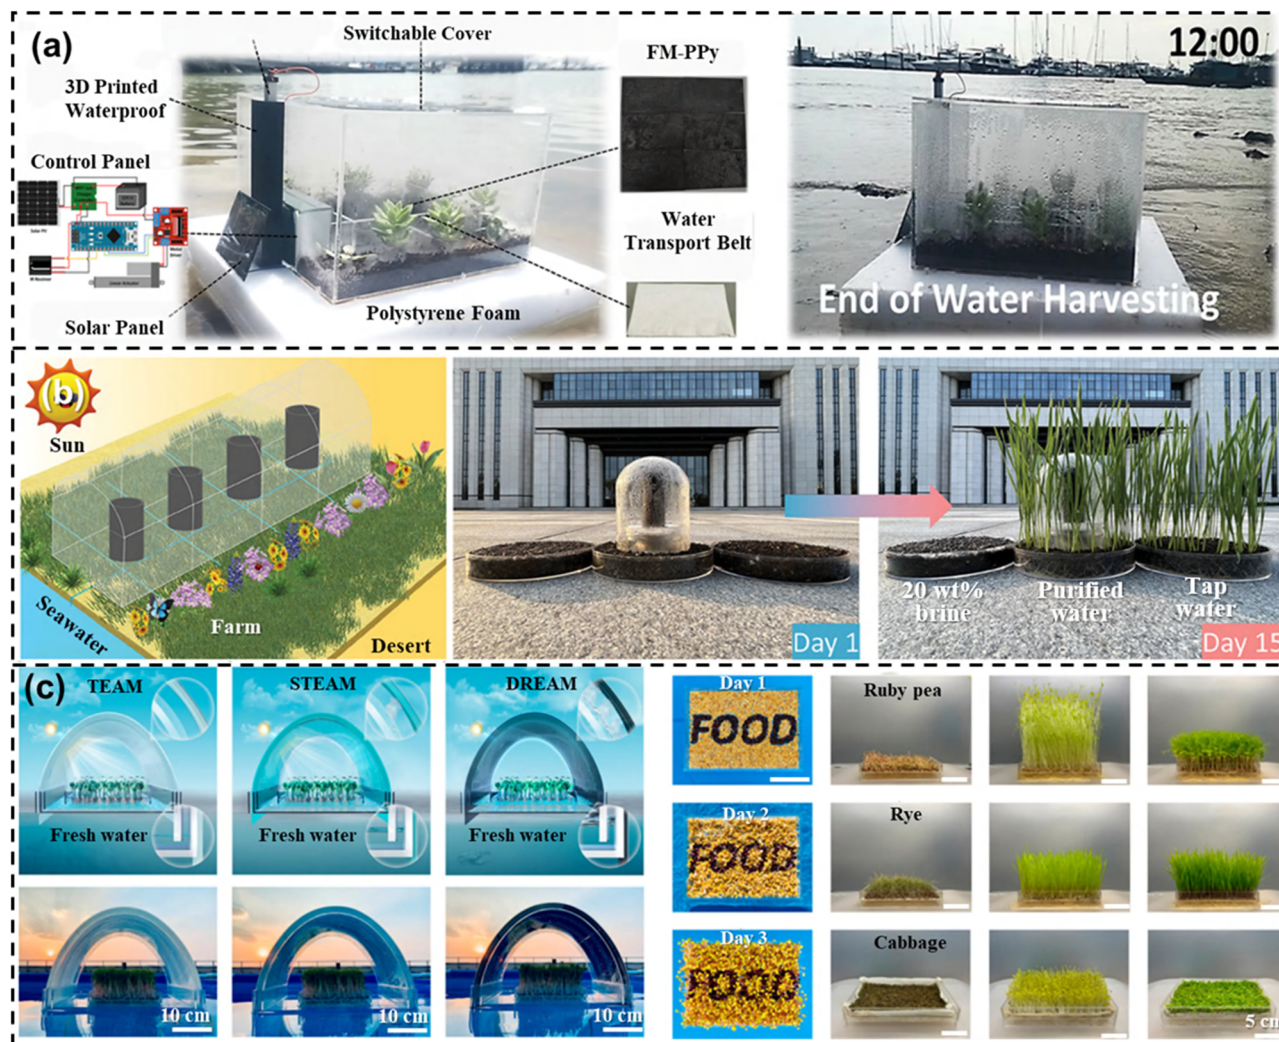 (a)
Switchable Cover
FM-PPy
12:00
3D Printed
Waterproof
Control Panel
Water
Transport Belt
Solar Panel
Polystyrene Foam
End of Water Harvesting
(b)
Sun
Seawater
Farm
Desert
Day 1
20 wt%
brine
Purified
water
Tap
water
Day 15
(c)
TEAM
STEAM
DREAM
Fresh water
Fresh water
Fresh water
10 cm
10 cm
10 cm
Day 1
FOOD
Ruby pea
Day 2
FOOD
Rye
Day 3
FOOD
Cabbage
5 cm